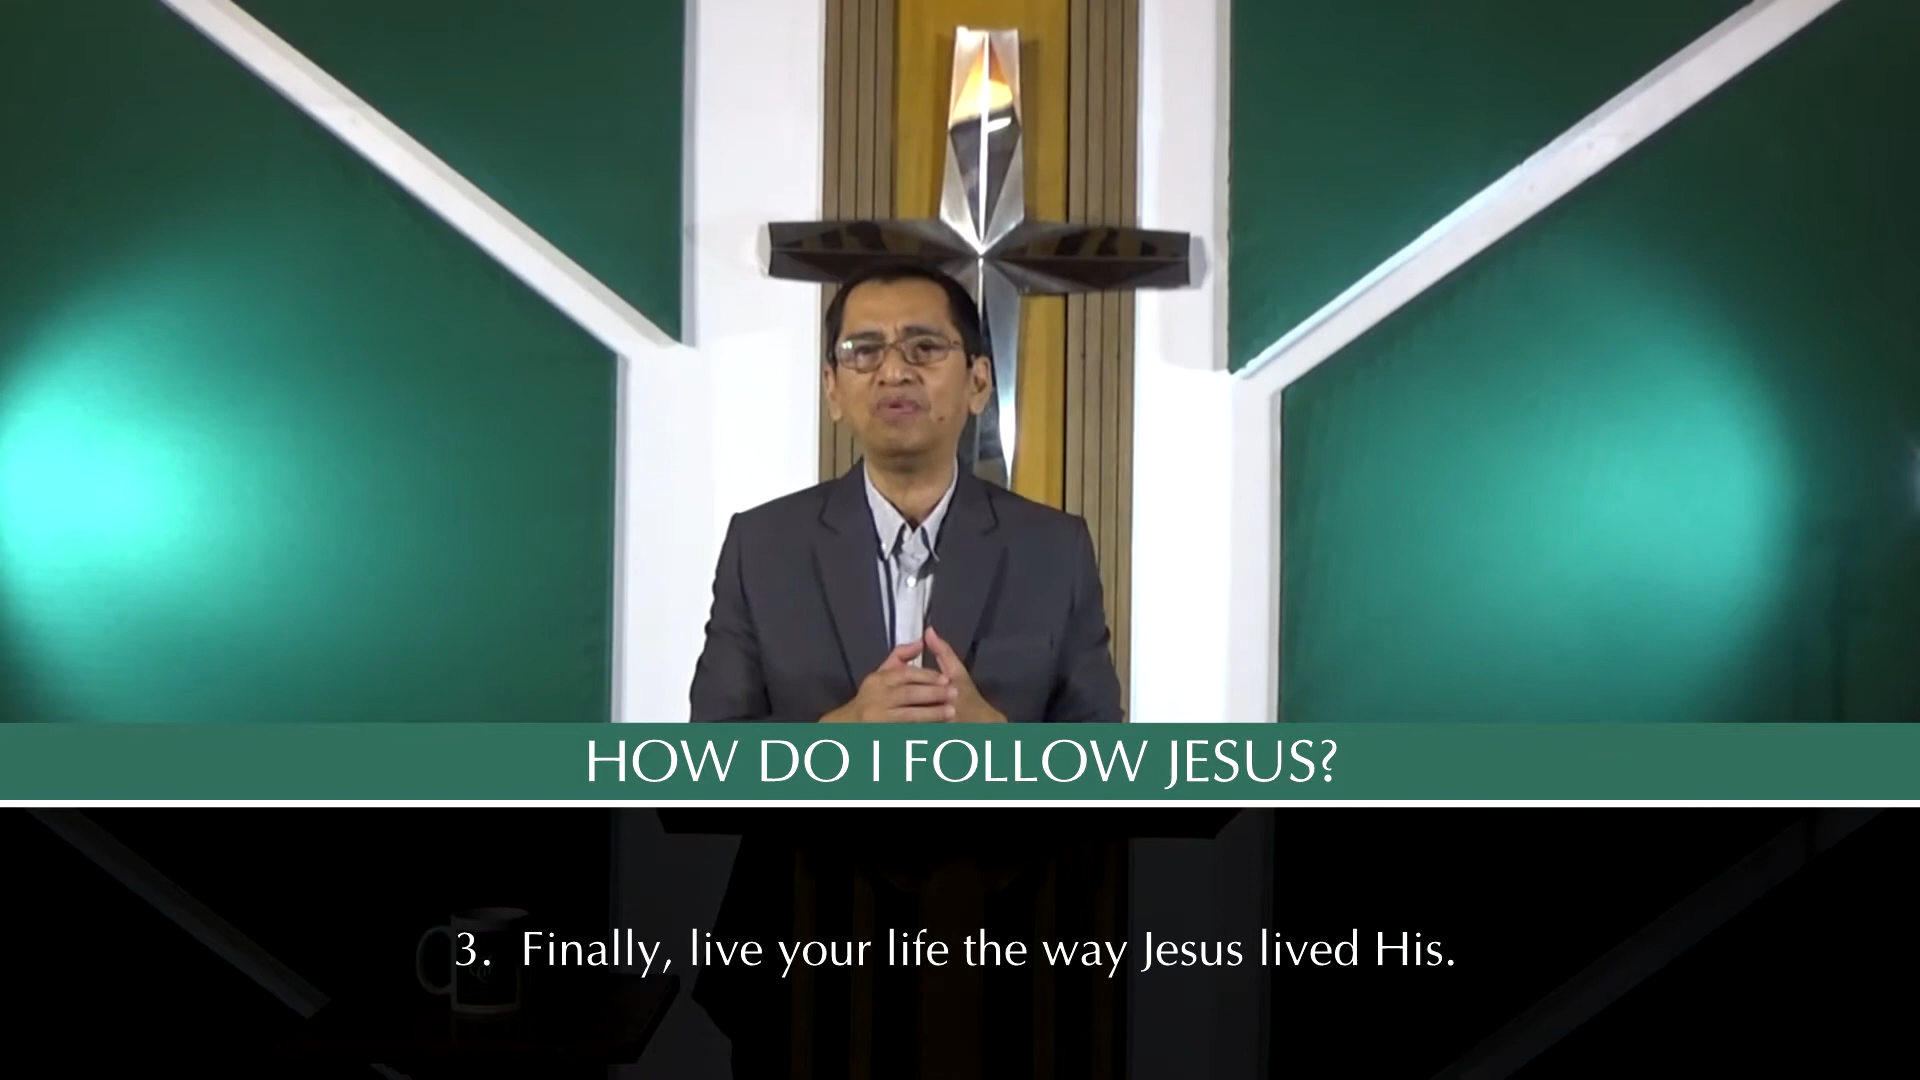 HOW DO I FOLLOW JESUS?
3. Finally, live your life the way Jesus lived His.